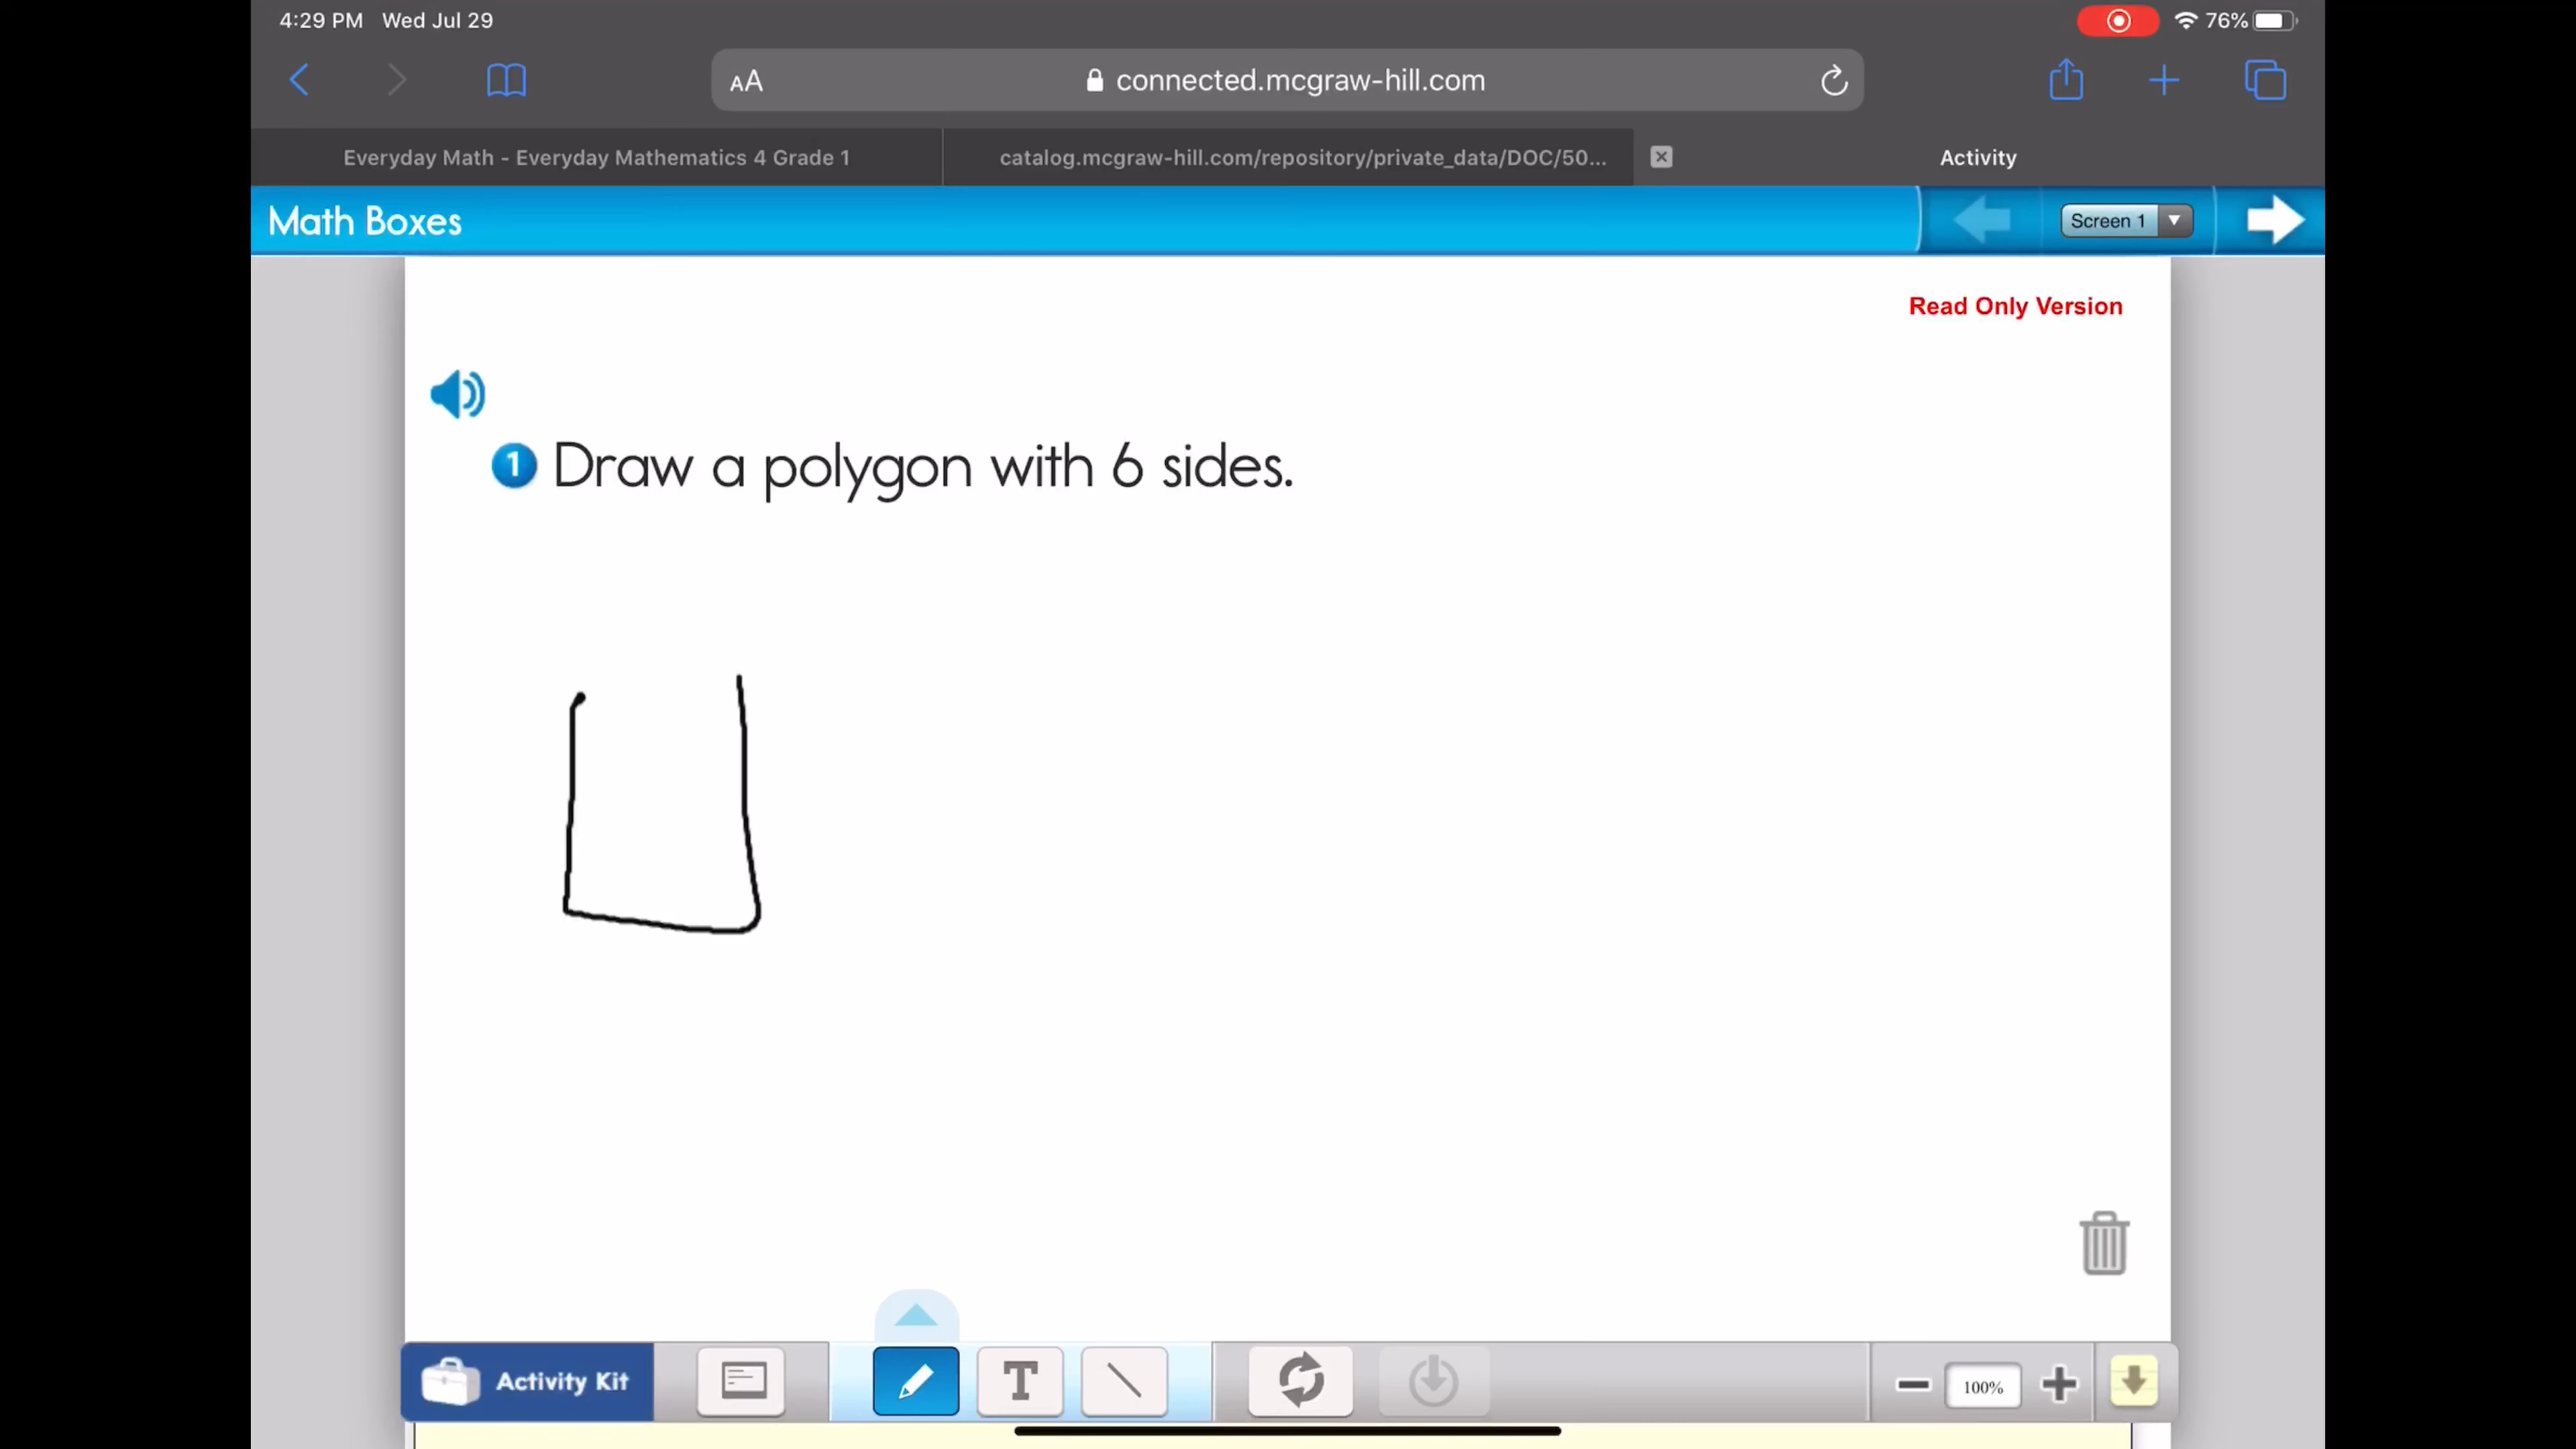 4:29 PM Wed Jul 29
76%
AA connected.mcgraw-hill.com
Everyday Math - Everyday Mathematics 4 Grade 1
catalog.mcgraw-hill.com/repository/private_data/DOC/50...
Activity
Math Boxes
Screen 1
Read Only Version
1 Draw a polygon with 6 sides.
Activity Kit
T
100%